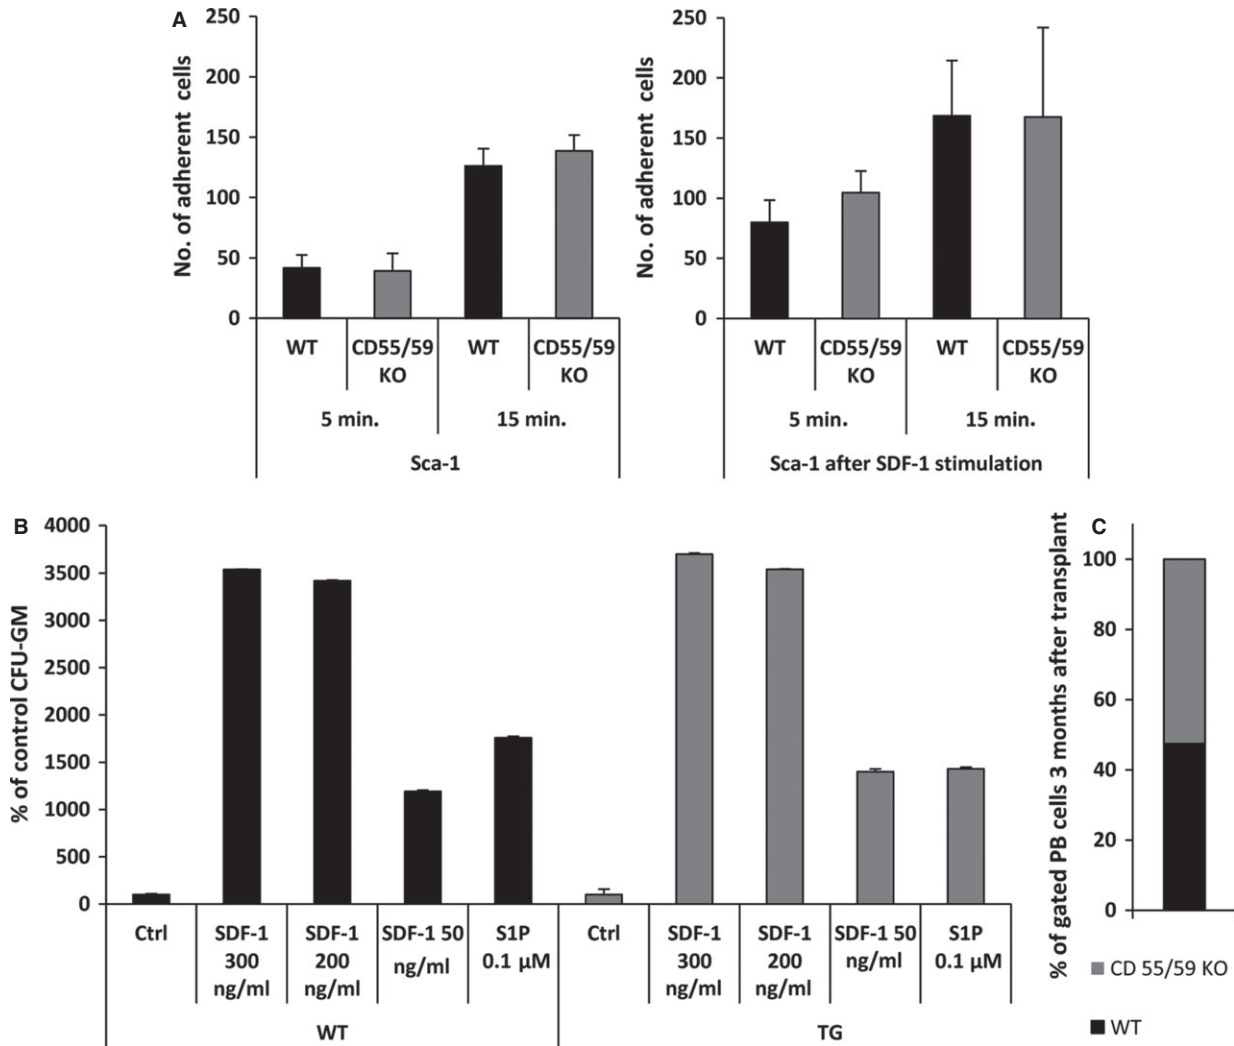 A
No. of adherent cells
250
200
150
100
50
0
WT
CD55/59 KO
WT
CD55/59 KO
5 min.
15 min.
Sca-1
No. of adherent cells
250
200
150
100
50
0
WT
CD55/59 KO
WT
CD55/59 KO
5 min.
15 min.
Sca-1 after SDF-1 stimulation
B
% of control CFU-GM
4000
3500
3000
2500
2000
1500
1000
500
0
Ctrl
SDF-1 300 ng/ml
SDF-1 200 ng/ml
SDF-1 50 ng/ml
S1P 0.1 µM
Ctrl
SDF-1 300 ng/ml
SDF-1 200 ng/ml
SDF-1 50 ng/ml
S1P 0.1 µM
WT
TG
C
% of gated PB cells 3 months after transplant
100
80
60
40
20
0
CD 55/59 KO
WT